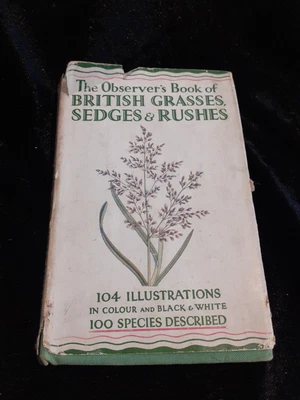 The Observer's Book of
BRITISH GRASSES,
SEDGES & RUSHES
104 ILLUSTRATIONS
IN COLOUR AND BLACK & WHITE
100 SPECIES DESCRIBED